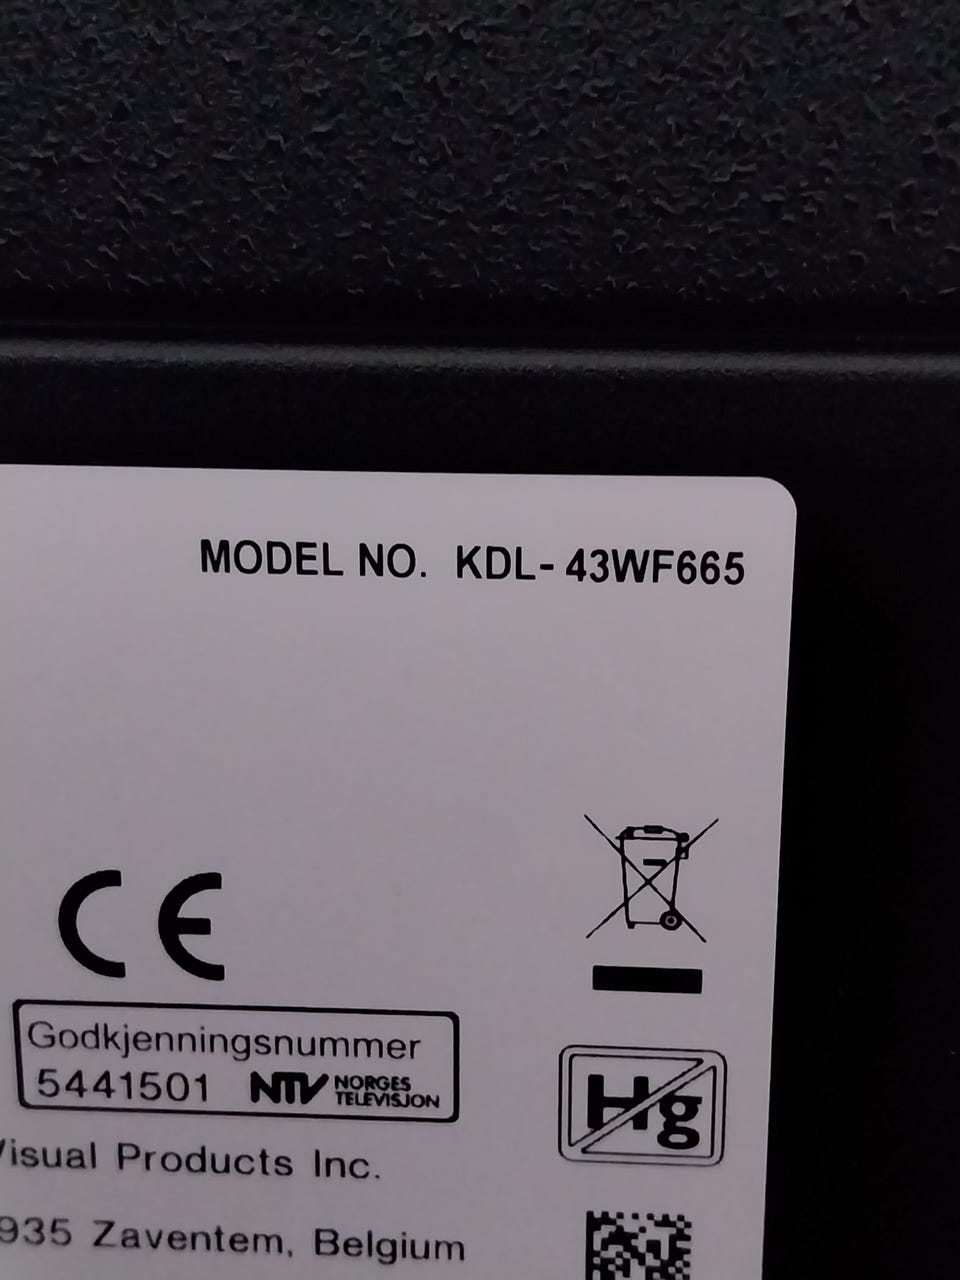 MODEL NO. KDL- 43WF665
CE
Godkjenningsnummer
5441501 NTV NORGES
TELEVISJON
Hg
Visual Products Inc.
935 Zaventem, Belgium